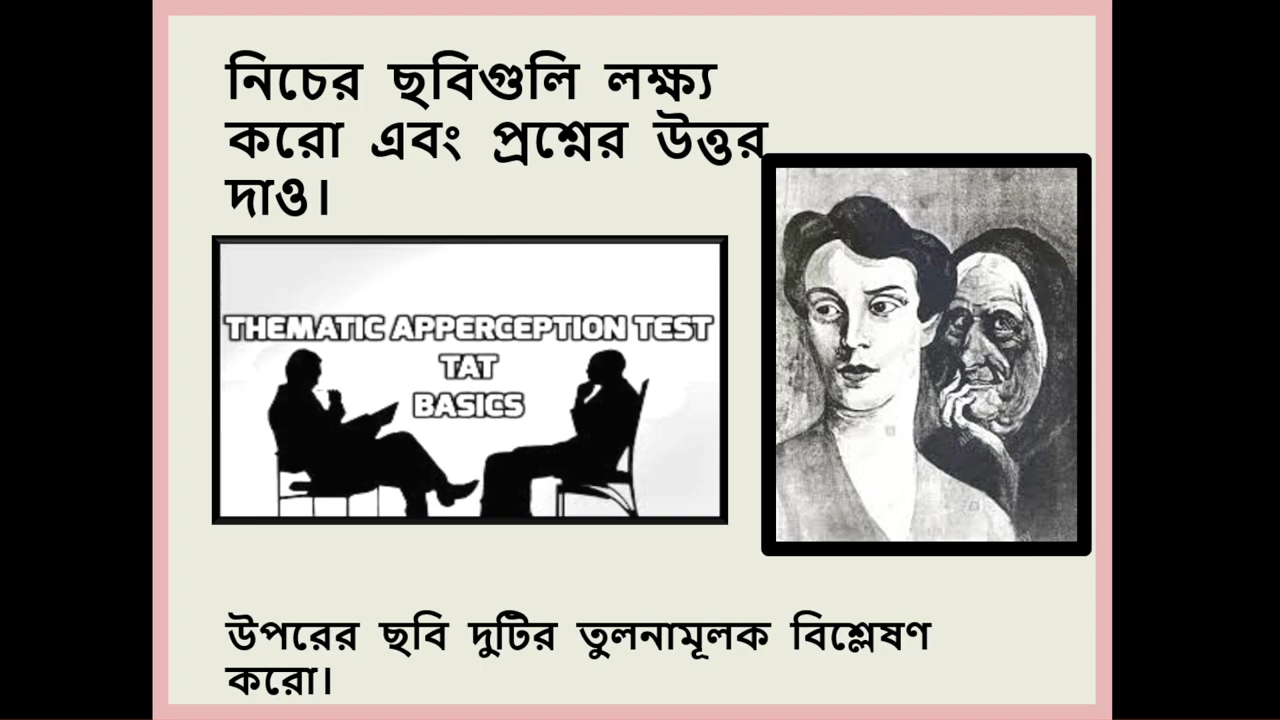 নিচের ছবিগুলি লক্ষ্য
করো এবং প্রশ্নের উত্তর
দাও।
THEMATIC APPERCEPTION TEST
TAT
BASICS
উপরের ছবি দুটির তুলনামূলক বিশ্লেষণ
করো।